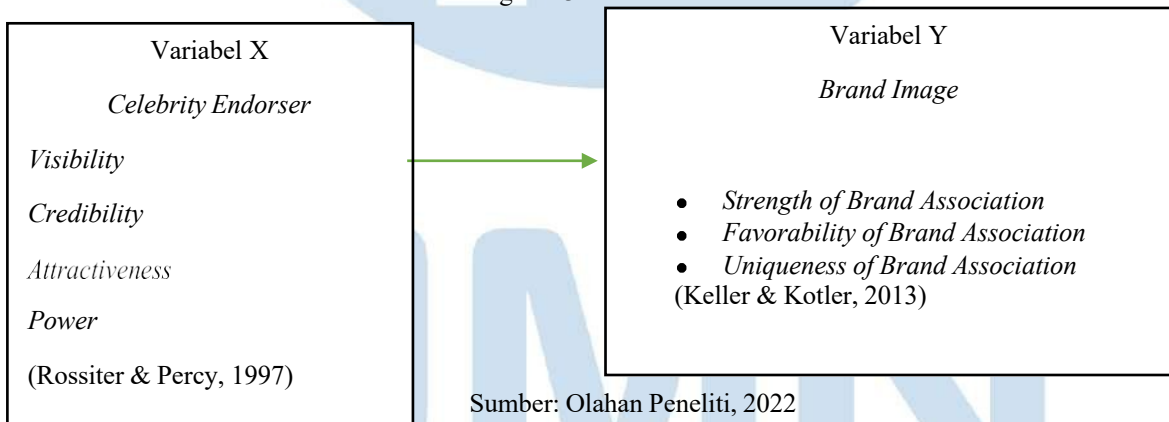 Variabel X
Celebrity Endorser
Visibility
Credibility
Attractiveness
Power
(Rossiter & Percy, 1997)
Variabel Y
Brand Image
● Strength of Brand Association
● Favorability of Brand Association
● Uniqueness of Brand Association
(Keller & Kotler, 2013)
Sumber: Olahan Peneliti, 2022